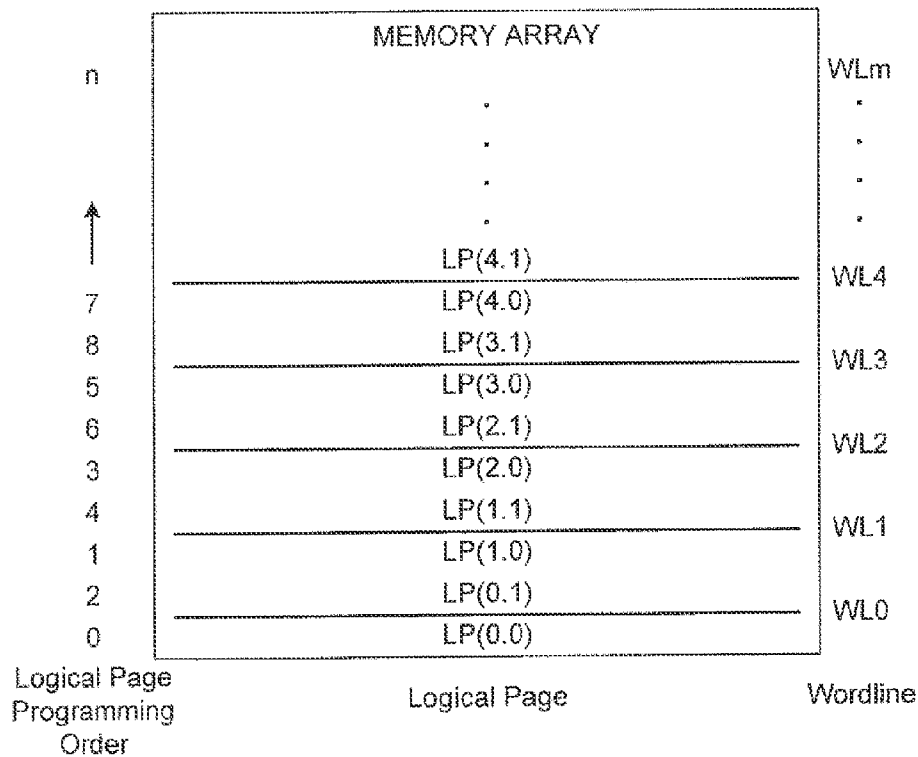 MEMORY ARRAY
n WLm
LP(4.1)
WL4
7 LP(4.0)
8 LP(3.1)
WL3
5 LP(3.0)
6 LP(2.1)
WL2
3 LP(2.0)
4 LP(1.1)
WL1
1 LP(1.0)
2 LP(0.1)
WL0
0 LP(0.0)
Logical Page
Programming
Order
Logical Page
Wordline